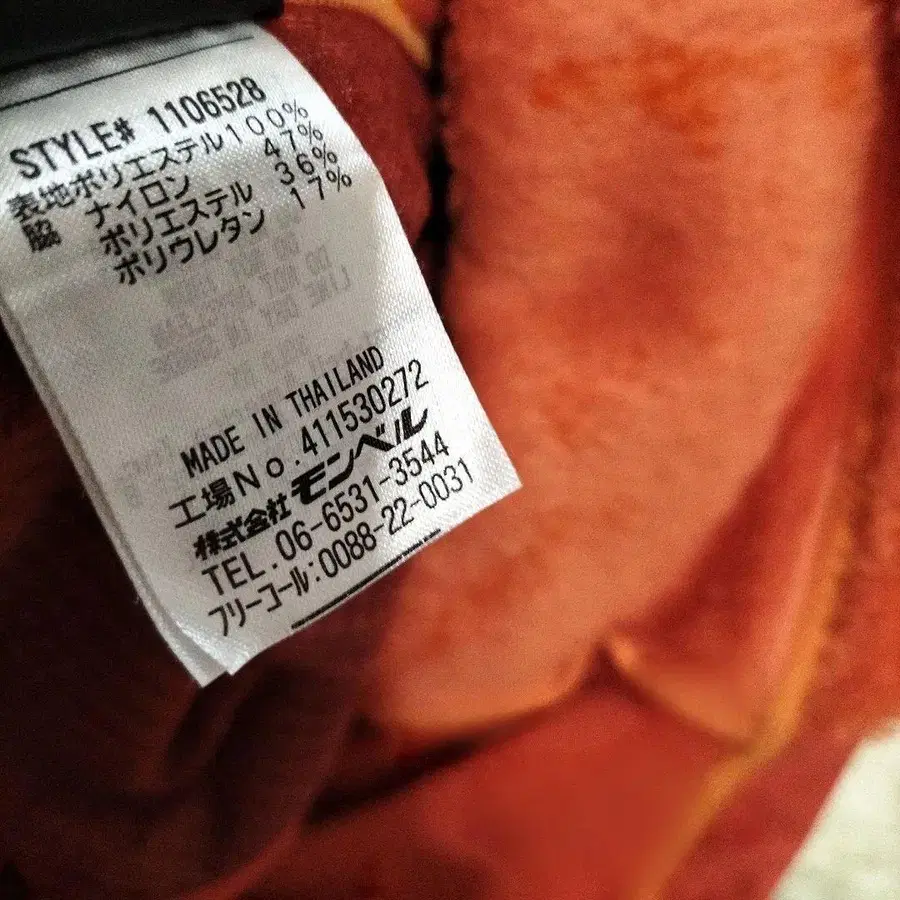 STYLE# 1106528
表地ポリエステル100%
脇 ナイロン 47%
ポリエステル 36%
ポリウレタン 17%
MADE IN THAILAND
工場No.411530272
株式会社 モンベル
TEL.06-6531-3544
フリーコール:0088-22-0031